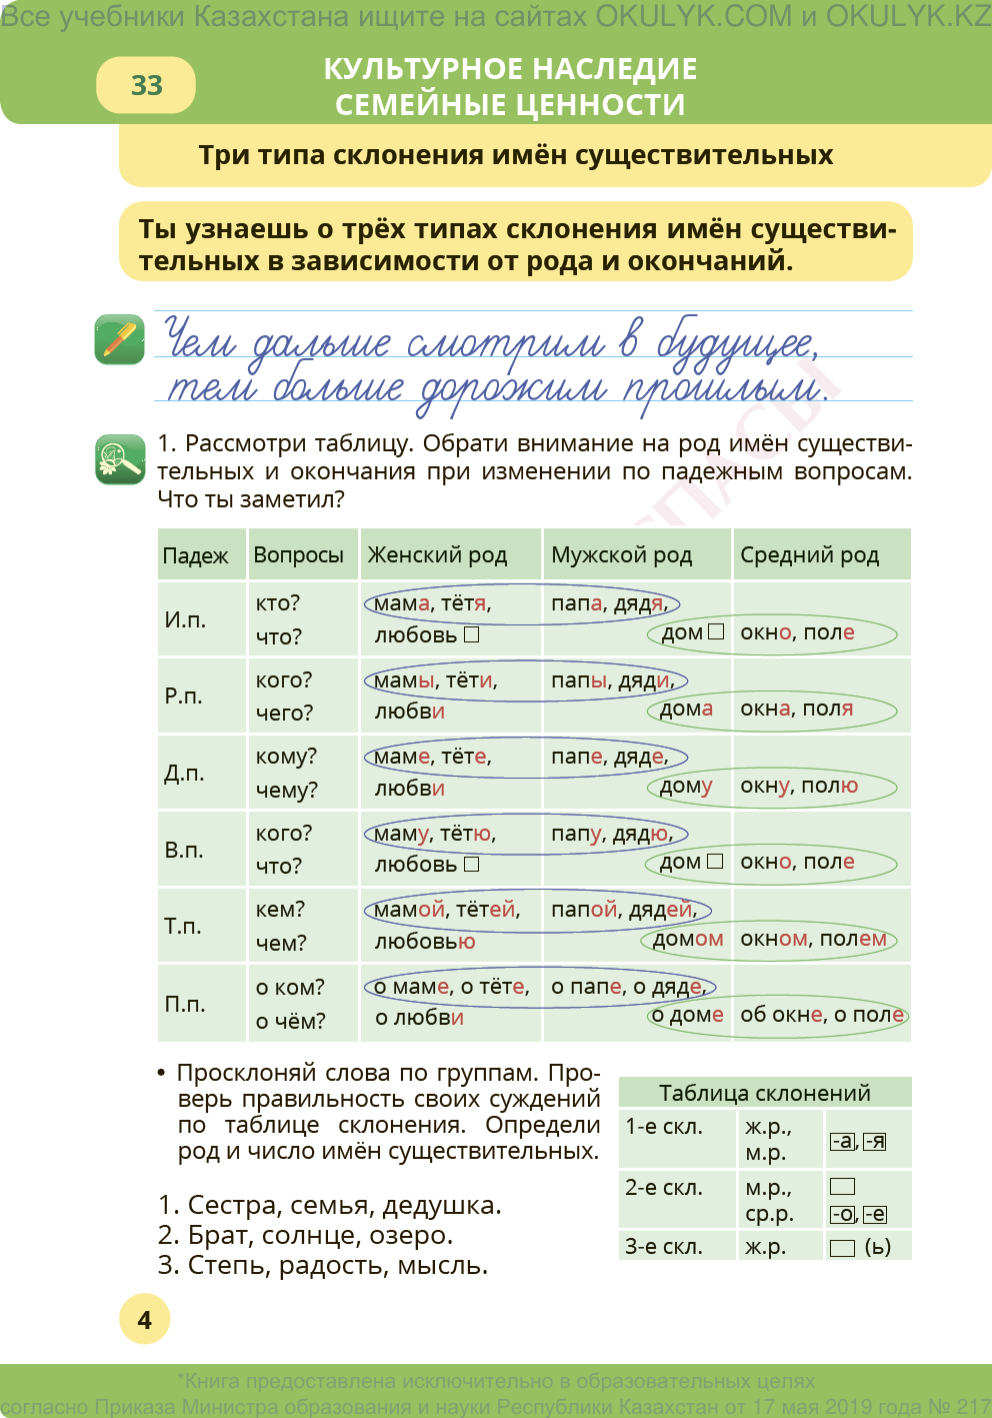 Все учебники Казахстана ищите на сайтах OKULYK.COM и OKULYK.KZ
33
КУЛЬТУРНОЕ НАСЛЕДИЕ
СЕМЕЙНЫЕ ЦЕННОСТИ
Три типа склонения имён существительных
Ты узнаешь о трёх типах склонения имён существи-
тельных в зависимости от рода и окончаний.
Чем дальше смотрим в будущее,
тем больше дорожим прошлым.
1. Рассмотри таблицу. Обрати внимание на род имён существи-
тельных и окончания при изменении по падежным вопросам.
Что ты заметил?
Падеж Вопросы Женский род Мужской род Средний род
И.п. кто? мама, тётя, папа, дядя,
что? любовь □ дом □ окно, поле
Р.п. кого? мамы, тёти, папы, дяди,
чего? любви дома окна, поля
Д.п. кому? маме, тёте, папе, дяде,
чему? любви дому окну, полю
В.п. кого? маму, тётю, папу, дядю,
что? любовь □ дом □ окно, поле
Т.п. кем? мамой, тётей, папой, дядей,
чем? любовью домом окном, полем
П.п. о ком? о маме, о тёте, о папе, о дяде,
о чём? о любви о доме об окне, о поле
• Просклоняй слова по группам. Про-
верь правильность своих суждений
по таблице склонения. Определи
род и число имён существительных.
1. Сестра, семья, дедушка.
2. Брат, солнце, озеро.
3. Степь, радость, мысль.
Таблица склонений
1-е скл. ж.р., м.р. -а, -я
2-е скл. м.р., □
ср.р. -о, -е
3-е скл. ж.р. □ (ь)
4
*Книга предоставлена исключительно в образовательных целях
согласно Приказа Министра образования и науки Республики Казахстан от 17 мая 2019 года № 217